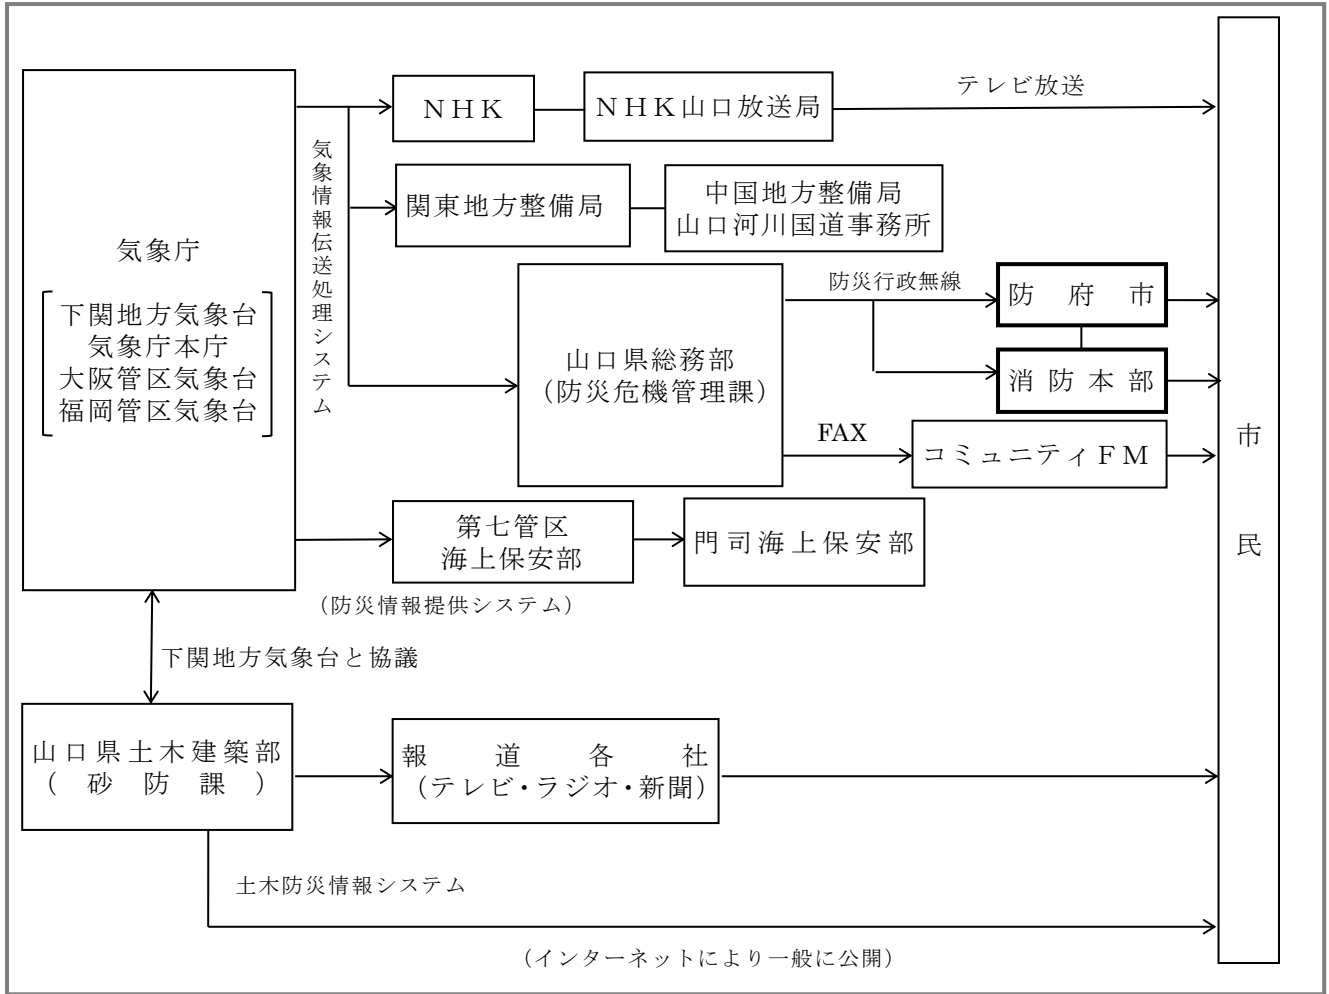 気象庁
下関地方気象台
気象庁本庁
大阪管区気象台
福岡管区気象台
気象情報伝送処理システム
ＮＨＫ
ＮＨＫ山口放送局
テレビ放送
関東地方整備局
中国地方整備局
山口河川国道事務所
山口県総務部
（防災危機管理課）
防災行政無線
防　府　市
消防本部
FAX
コミュニティＦＭ
第七管区
海上保安部
門司海上保安部
（防災情報提供システム）
下関地方気象台と協議
山口県土木建築部
（　砂　防　課　）
報　道　各　社
（テレビ・ラジオ・新聞）
土木防災情報システム
（インターネットにより一般に公開）
市　民